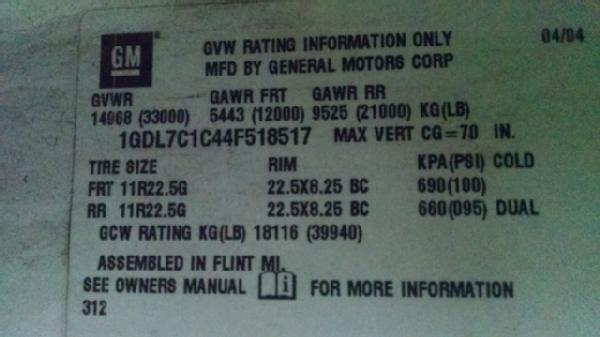 GM GVW RATING INFORMATION ONLY 04/04
MFD BY GENERAL MOTORS CORP
GVWR GAWR FRT GAWR RR
14968 (33000) 5443 (12000) 9525 (21000) KG(LB)
1GDL7C1C44F518517 MAX VERT CG=70 IN.
TIRE SIZE RIM KPA(PSI) COLD
FRT 11R22.5G 22.5X8.25 BC 690(100)
RR 11R22.5G 22.5X8.25 BC 660(095) DUAL
GCW RATING KG(LB) 18116 (39940)
ASSEMBLED IN FLINT MI.
SEE OWNERS MANUAL i FOR MORE INFORMATION
312